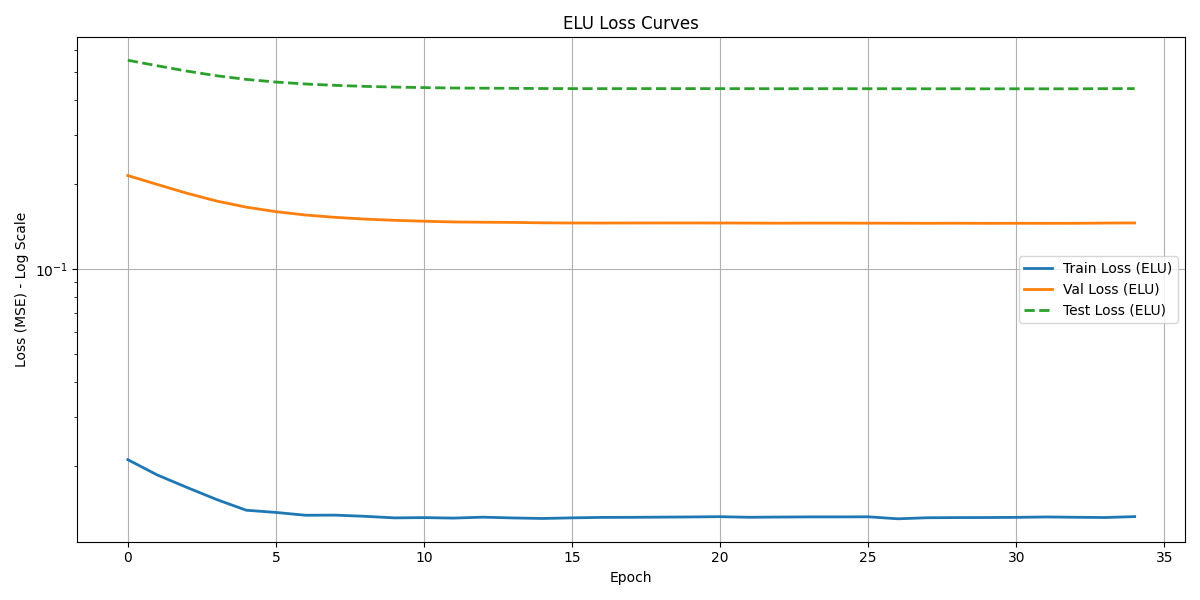 ELU Loss Curves
Loss (MSE) - Log Scale
10⁻¹
Train Loss (ELU)
Val Loss (ELU)
Test Loss (ELU)
0 5 10 15 20 25 30 35
Epoch